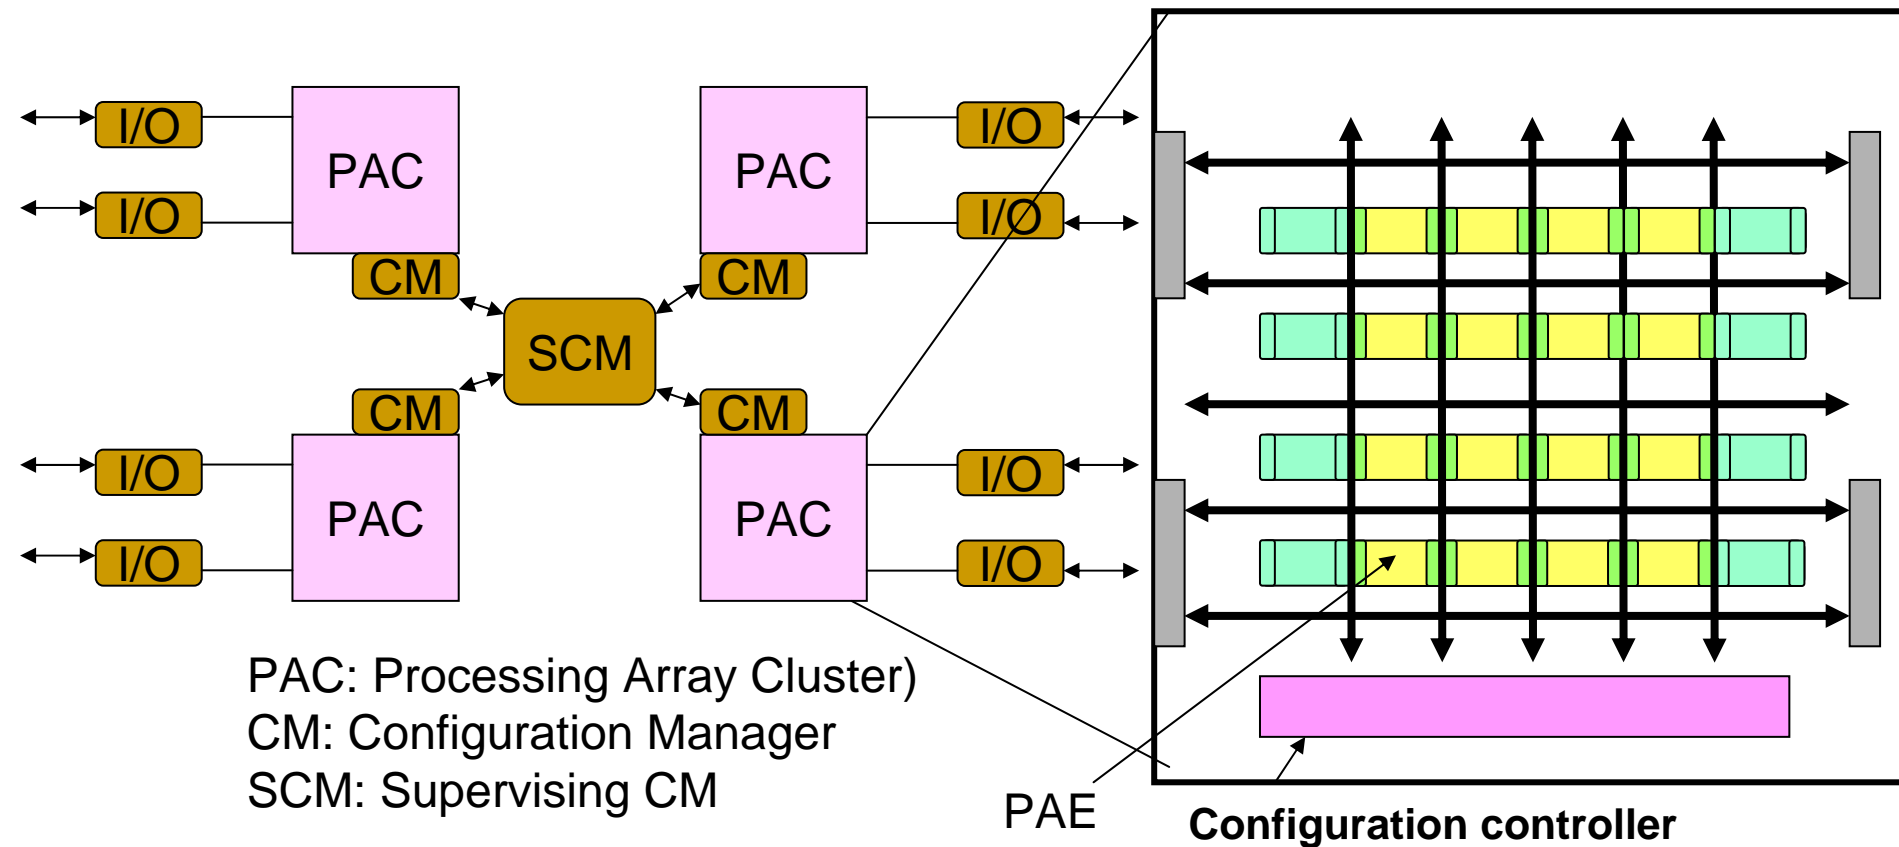 I/O
PAC
PAC
I/O
I/O
I/O
CM
CM
SCM
CM
CM
I/O
PAC
PAC
I/O
I/O
I/O
PAC: Processing Array Cluster)
CM: Configuration Manager
SCM: Supervising CM
PAE
Configuration controller